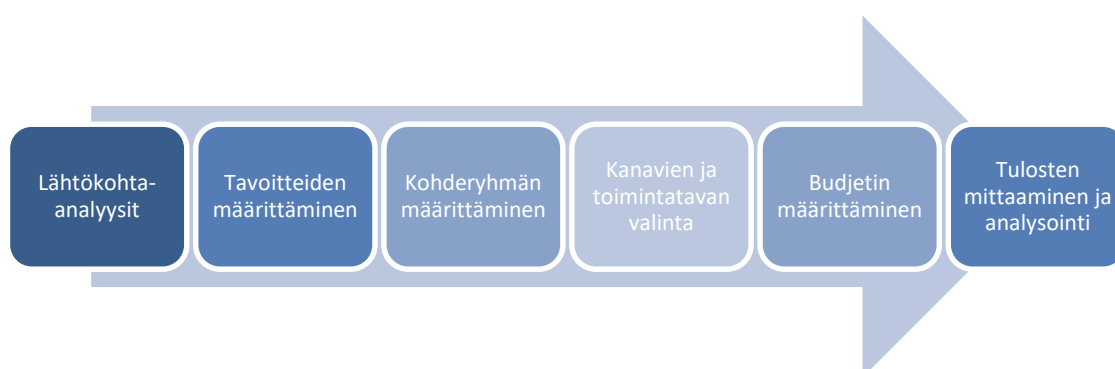 Lähtökohta-
analyysit
Tavoitteiden
määrittäminen
Kohderyhmän
määrittäminen
Kanavien ja
toimintatavan
valinta
Budjetin
määrittäminen
Tulosten
mittaaminen ja
analysointi